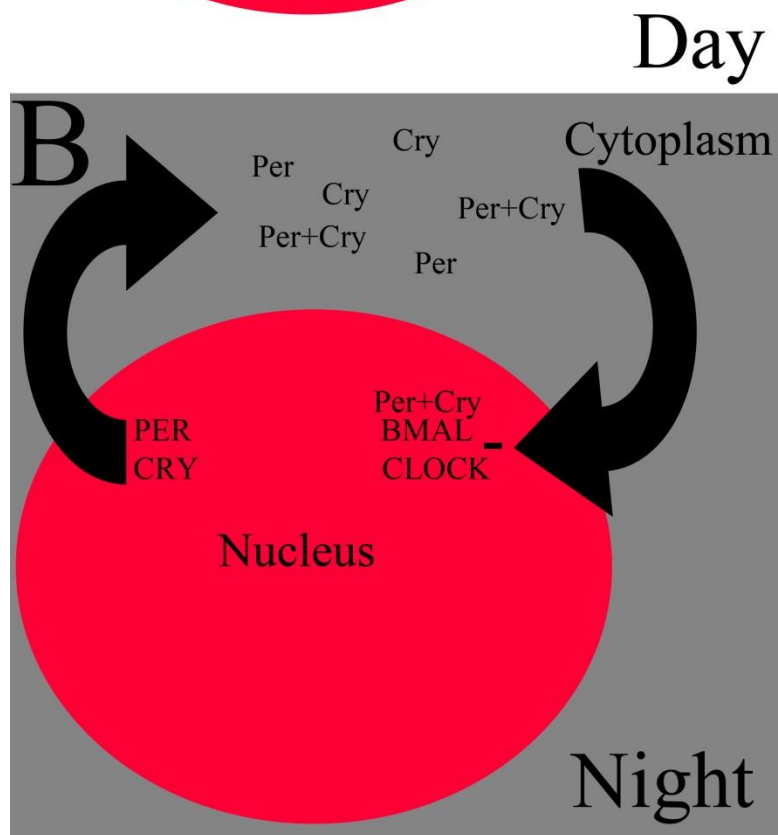 Day
B
Cytoplasm
Cry
Per
Cry
Per+Cry
Per+Cry
Per
Per+Cry
PER
BMAL
-
CRY
CLOCK
Nucleus
Night